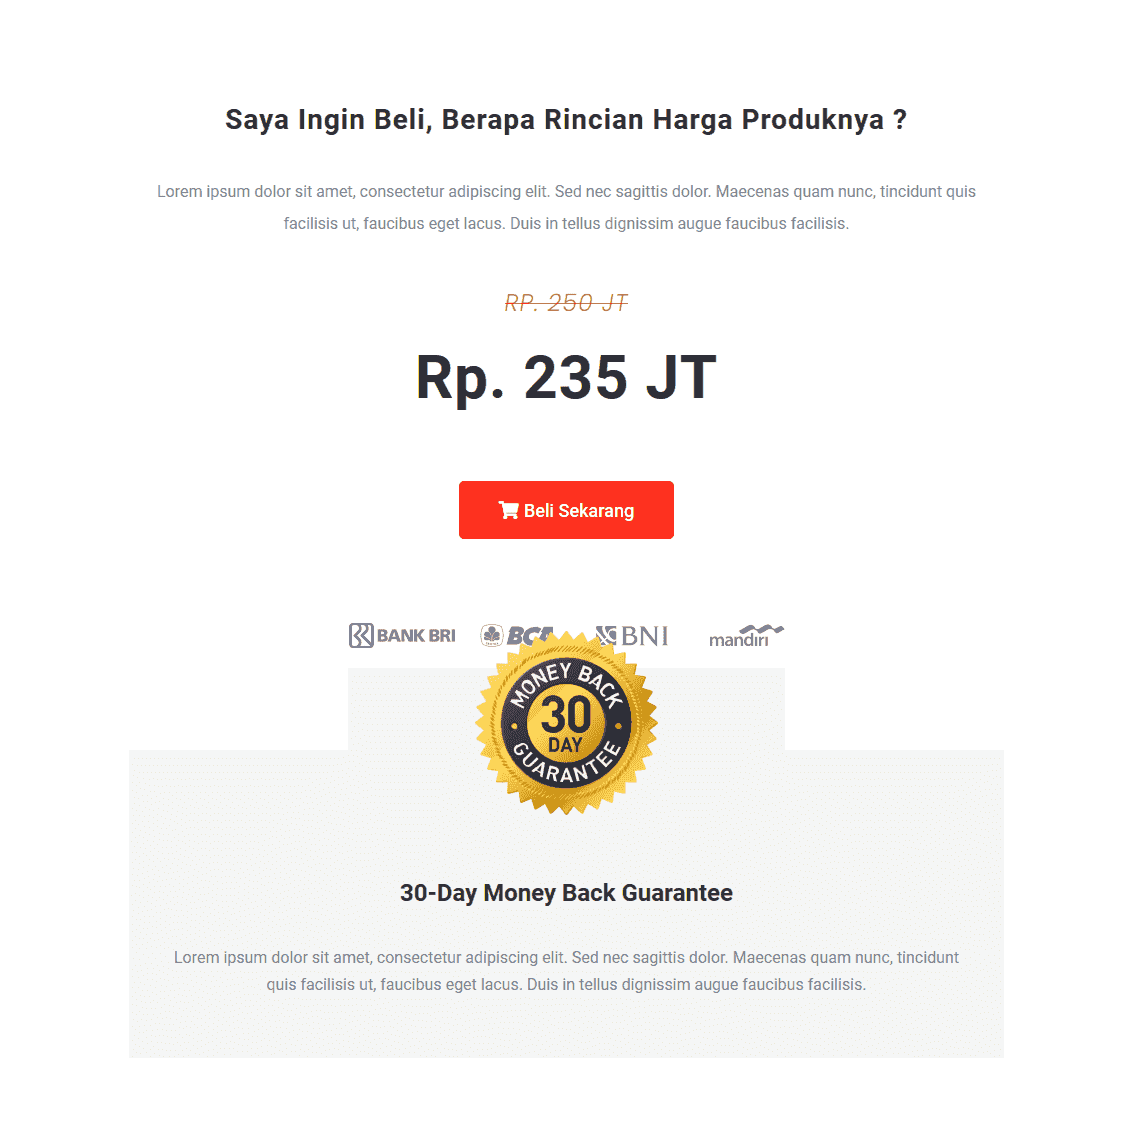 Saya Ingin Beli, Berapa Rincian Harga Produknya ?
Lorem ipsum dolor sit amet, consectetur adipiscing elit. Sed nec sagittis dolor. Maecenas quam nunc, tincidunt quis
facilisis ut, faucibus eget lacus. Duis in tellus dignissim augue faucibus facilisis.
RP. 250 JT
Rp. 235 JT
Beli Sekarang
BANK BRI BCA BNI mandiri
MONEY BACK
30
DAY
GUARANTEE
30-Day Money Back Guarantee
Lorem ipsum dolor sit amet, consectetur adipiscing elit. Sed nec sagittis dolor. Maecenas quam nunc, tincidunt
quis facilisis ut, faucibus eget lacus. Duis in tellus dignissim augue faucibus facilisis.